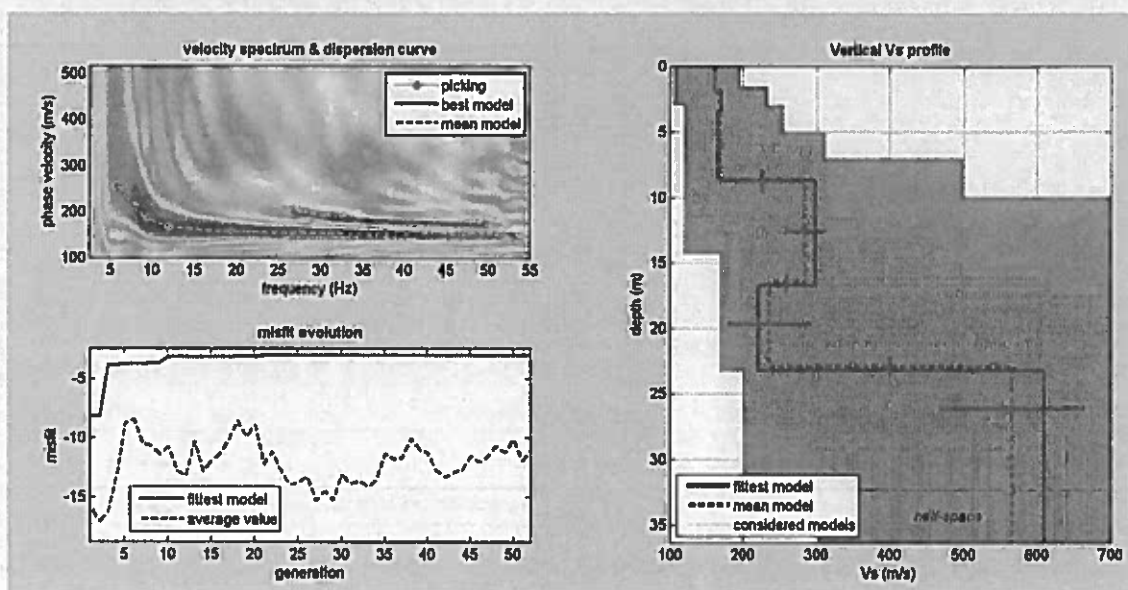 velocity spectrum & dispersion curve
phase velocity (m/s)
500
400
300
200
100
picking
best model
mean model
5 10 15 20 25 30 35 40 45 50 55
frequency (Hz)
misfit evolution
misfit
-5
-10
-15
fittest model
average value
5 10 15 20 25 30 35 40 45 50
generation
Vertical Vs profile
depth (m)
0
5
10
15
20
25
30
35
fittest model
mean model
considered models
half-space
100 200 300 400 500 600 700
Vs (m/s)